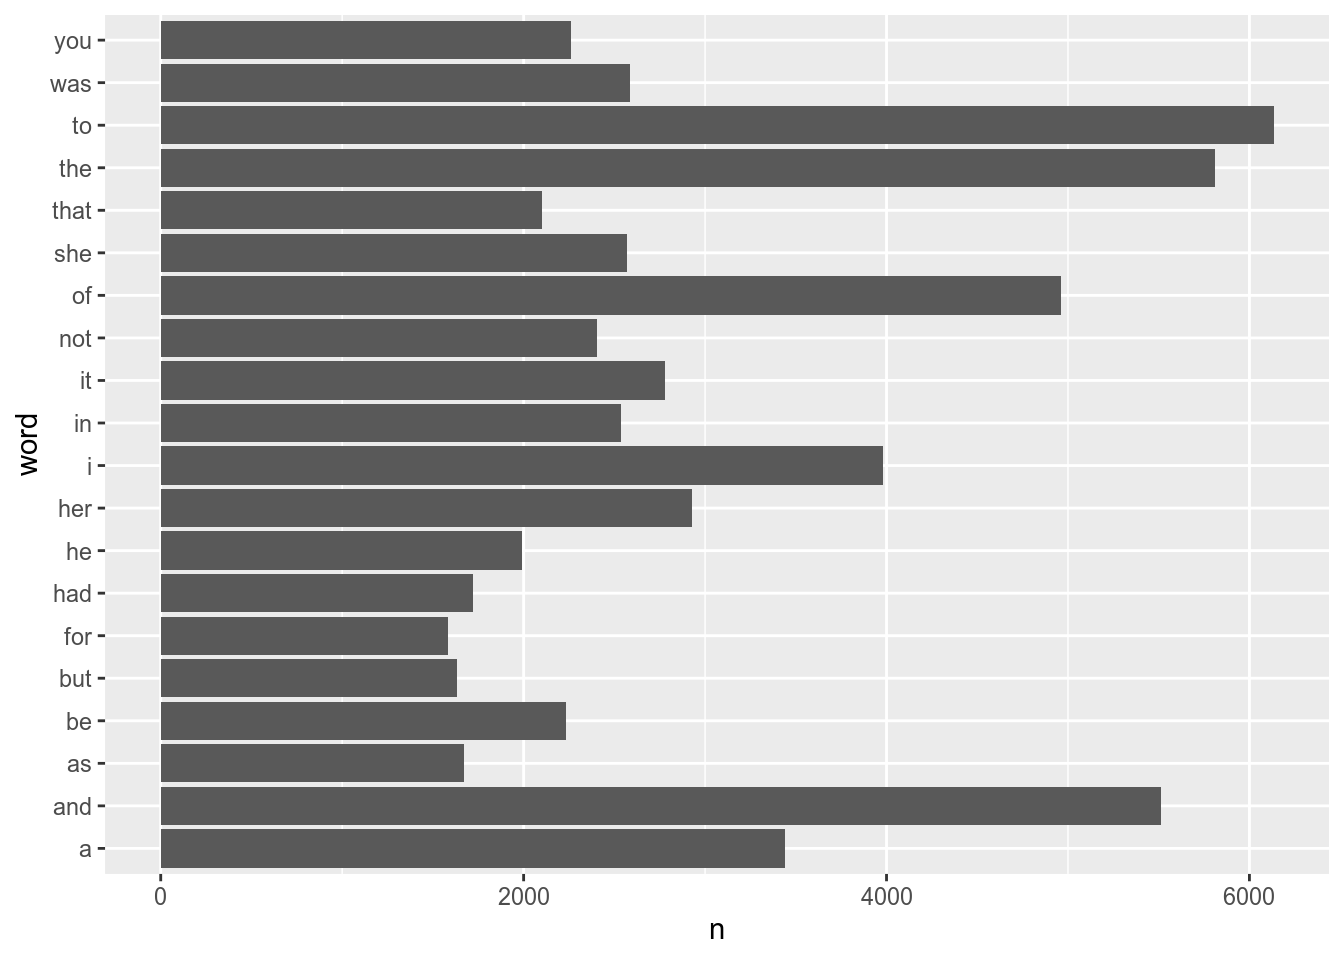 you
was
to
the
that
she
of
not
it
in
i
her
he
had
for
but
be
as
and
a
word
0 2000 4000 6000
n